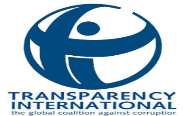 TRANSPARENCY
INTERNATIONAL
the global coalition against corruption